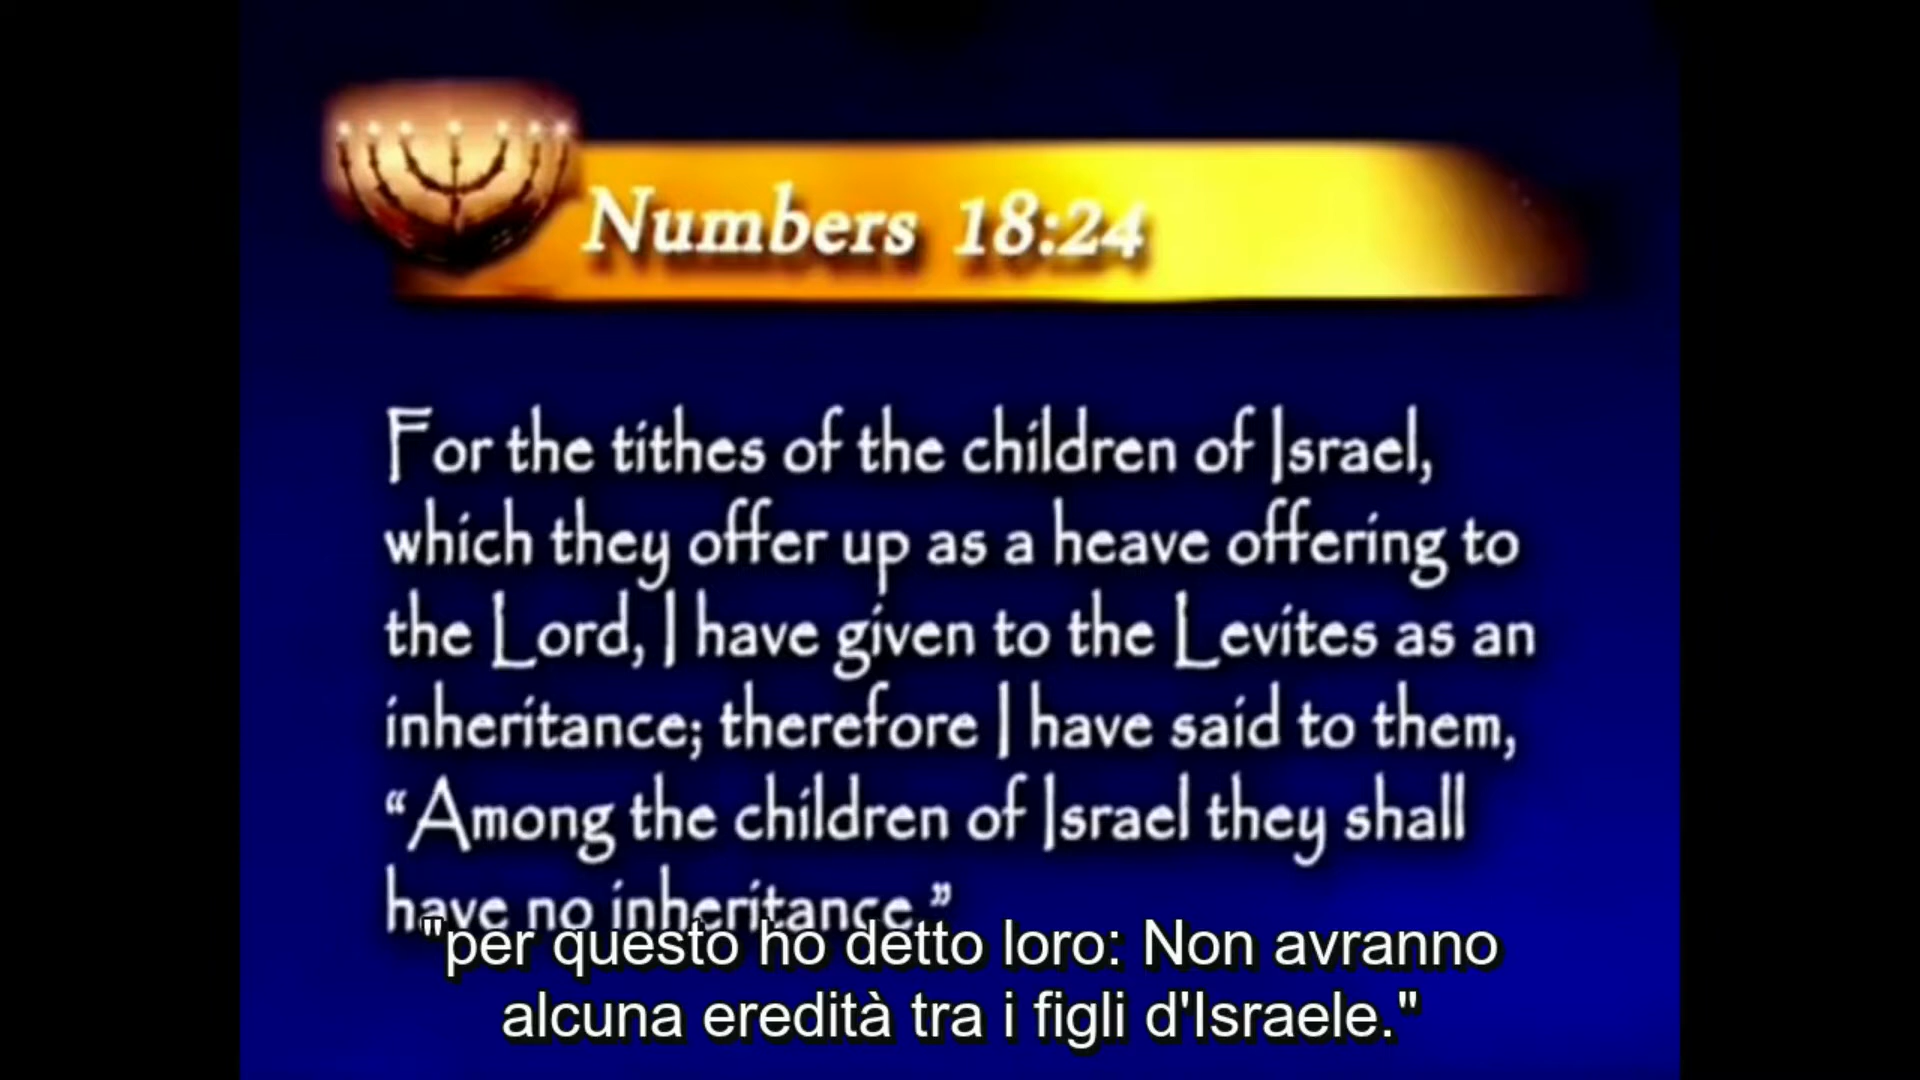 Numbers 18:24
For the tithes of the children of Israel,
which they offer up as a heave offering to
the Lord, I have given to the Levites as an
inheritance; therefore I have said to them,
“Among the children of Israel they shall
have no inheritance.”
"per questo ho detto loro: Non avranno
alcuna eredità tra i figli d'Israele."